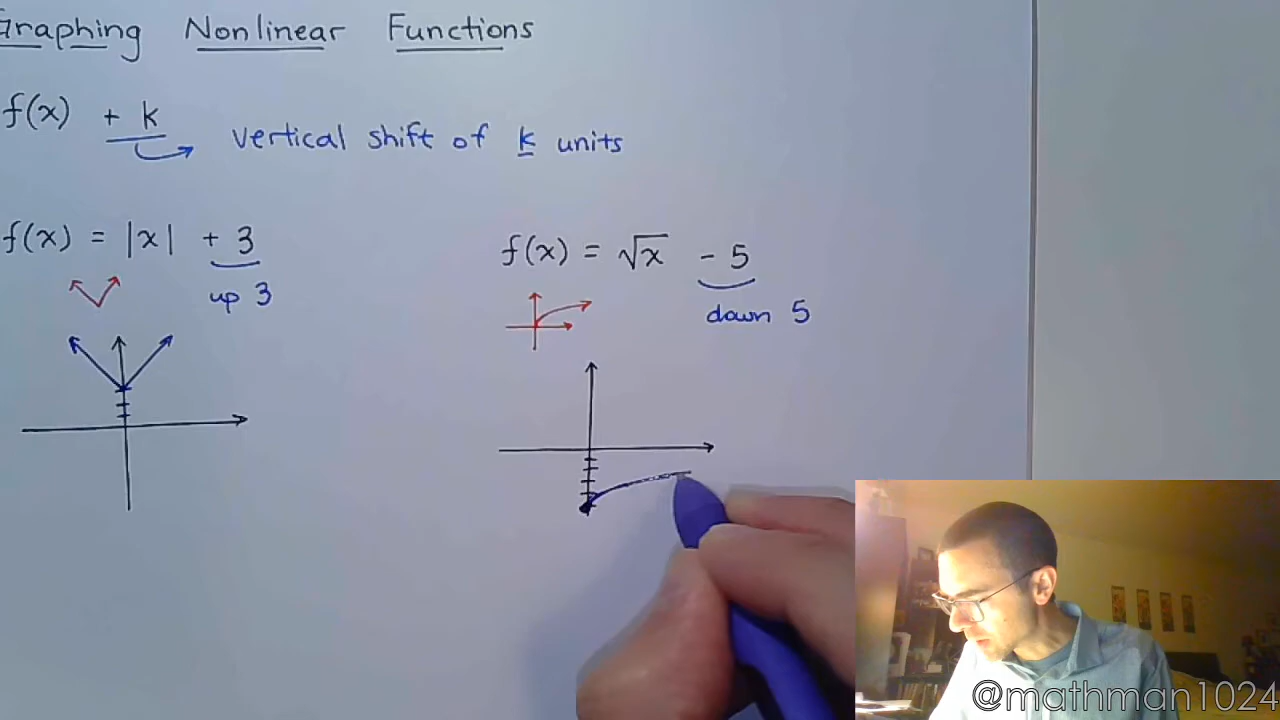 Graphing Nonlinear Functions
f(x) + k
vertical shift of k units
f(x) = |x| + 3
up 3
f(x) = √x - 5
down 5
@mathman1024